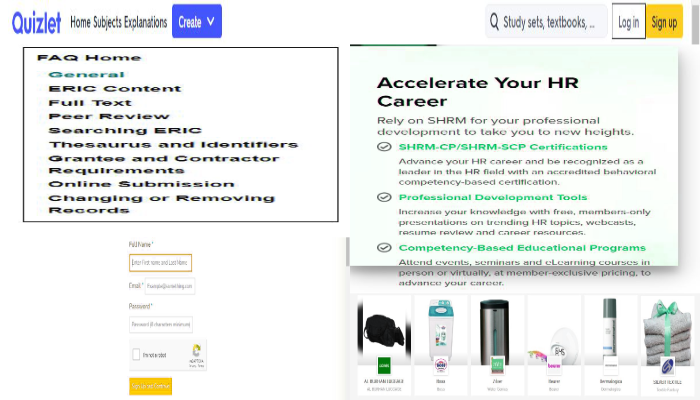 Quizlet Home Subjects Explanations Create Study sets, textbooks, ... Log in Sign up
FAQ Home
General
ERIC Content
Full Text
Peer Review
Searching ERIC
Thesaurus and Identifiers
Grantee and Contractor
Requirements
Online Submission
Changing or Removing
Records
Accelerate Your HR
Career
Rely on SHRM for your professional
development to take you to new heights.
SHRM-CP/SHRM-SCP Certifications
Advance your HR career and be recognized as a
leader in the HR field with an accredited behavioral
competency-based certification.
Professional Development Tools
Increase your knowledge with free, members-only
presentations on trending HR topics, webcasts,
resume review and career resources.
Competency-Based Educational Programs
Attend events, seminars and eLearning courses in
person or virtually, at member-exclusive pricing, to
advance your career.
Full Name *
Enter First name and Last Name
Email *
Password *
Password (8 characters minimum)
I'm not a robot